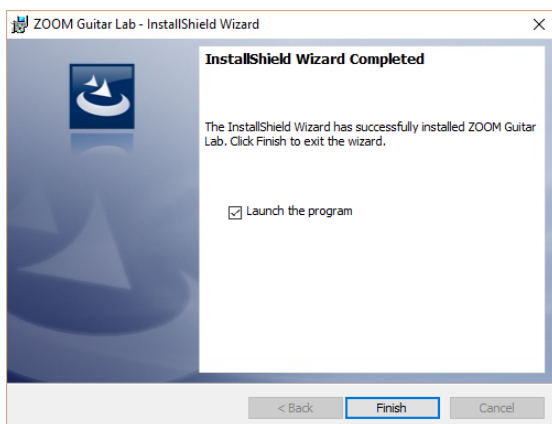 ZOOM Guitar Lab - InstallShield Wizard
InstallShield Wizard Completed
The InstallShield Wizard has successfully installed ZOOM Guitar
Lab. Click Finish to exit the wizard.
Launch the program
< Back
Finish
Cancel